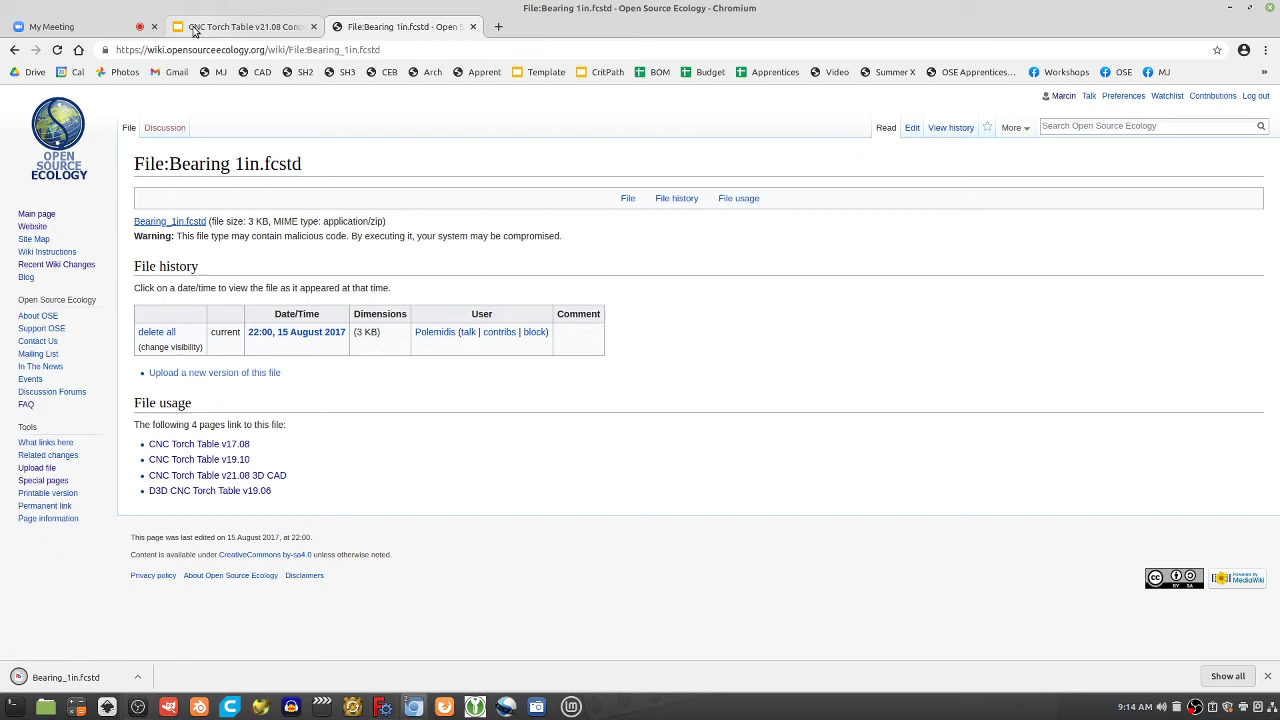 File:Bearing 1in.fcstd - Open Source Ecology - Chromium
My Meeting
CNC Torch Table v21.08 Conce
File:Bearing 1in.fcstd - Open S
https://wiki.opensourceecology.org/wiki/File:Bearing_1in.fcstd
Drive Cal Photos Gmail MJ CAD SH2 SH3 CEB Arch Apprent Template CritPath BOM Budget Apprentices Video Summer X OSE Apprentices... Workshops OSE MJ »
Marcin Talk Preferences Watchlist Contributions Log out
File Discussion Read Edit View history More Search Open Source Ecology
OPEN
SOURCE
ECOLOGY
File:Bearing 1in.fcstd
File File history File usage
Bearing_1in.fcstd (file size: 3 KB, MIME type: application/zip)
Warning: This file type may contain malicious code. By executing it, your system may be compromised.
File history
Click on a date/time to view the file as it appeared at that time.
Date/Time Dimensions User Comment
delete all current 22:00, 15 August 2017 (3 KB) Polemidis (talk | contribs | block)
(change visibility)
Upload a new version of this file
File usage
The following 4 pages link to this file:
CNC Torch Table v17.08
CNC Torch Table v19.10
CNC Torch Table v21.08 3D CAD
D3D CNC Torch Table v19.06
Main page
Website
Site Map
Wiki Instructions
Recent Wiki Changes
Blog
Open Source Ecology
About OSE
Support OSE
Contact Us
Mailing List
In The News
Events
Discussion Forums
FAQ
Tools
What links here
Related changes
Upload file
Special pages
Printable version
Permanent link
Page information
This page was last edited on 15 August 2017, at 22:00.
Content is available under CreativeCommons by-sa4.0 unless otherwise noted.
Privacy policy About Open Source Ecology Disclaimers
CC BY SA
Powered By MediaWiki
Bearing_1in.fcstd
Show all
9:14 AM